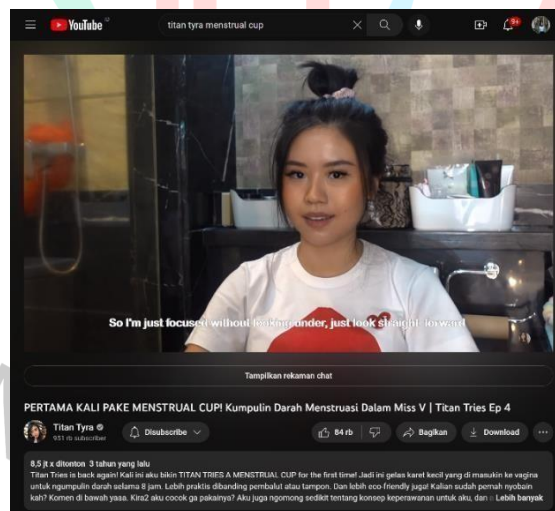 YouTube
titan tyra menstrual cup
9+
So I'm just focused without looking under, just look straight forward
Tampilkan rekaman chat
PERTAMA KALI PAKE MENSTRUAL CUP! Kumpulin Darah Menstruasi Dalam Miss V | Titan Tries Ep 4
Titan Tyra
931 rb subscriber
Disubscribe
84 rb
Bagikan
Download
8,5 jt x ditonton 3 tahun yang lalu
Titan Tries is back again! Kali ini aku bikin TITAN TRIES A MENSTRUAL CUP for the first time! Jadi ini gelas karet kecil yang di masukin ke vagina
untuk ngumpulin darah selama 8 jam. Lebih praktis dibanding pembalut atau tampon. Dan lebih eco-friendly juga! Kalian sudah pernah nyobain
kah? Komen di bawah yaaa. Kira2 aku cocok ga pakainya? Aku juga ngomong sedikit tentang konsep keperawanan untuk aku, dan Lebih banyak